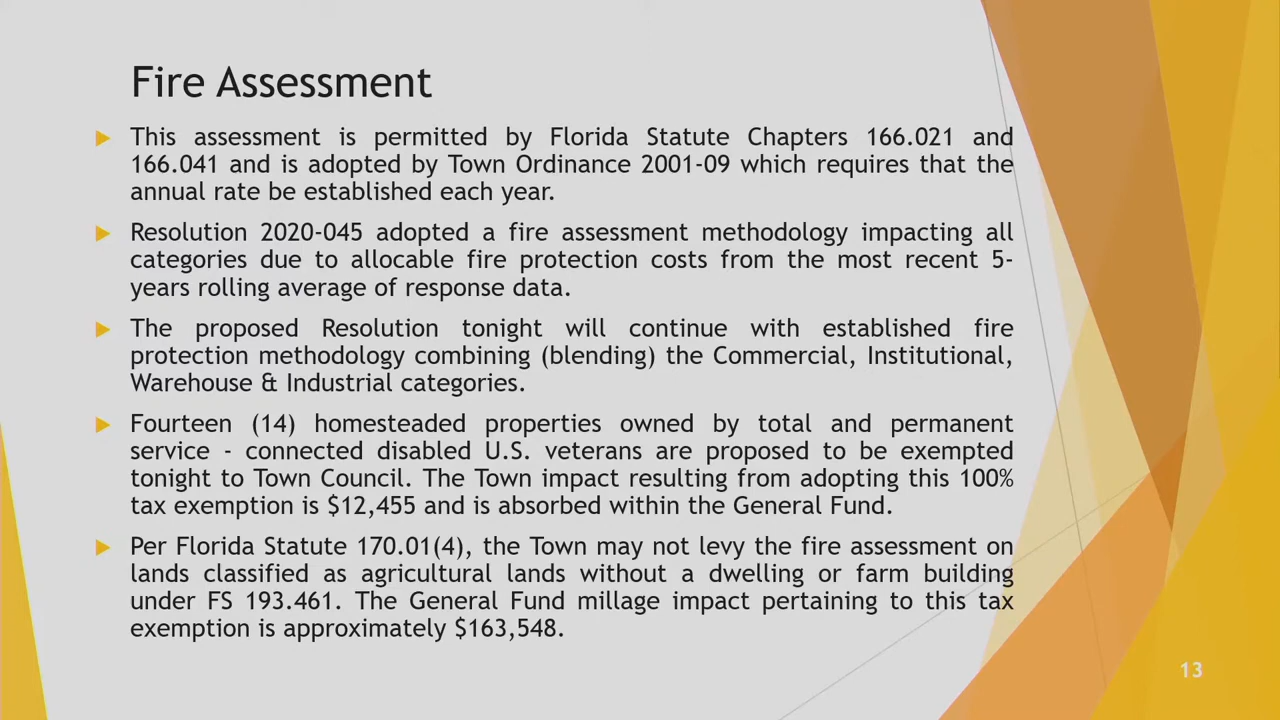 Fire Assessment
This assessment is permitted by Florida Statute Chapters 166.021 and
166.041 and is adopted by Town Ordinance 2001-09 which requires that the
annual rate be established each year.
Resolution 2020-045 adopted a fire assessment methodology impacting all
categories due to allocable fire protection costs from the most recent 5-
years rolling average of response data.
The proposed Resolution tonight will continue with established fire
protection methodology combining (blending) the Commercial, Institutional,
Warehouse & Industrial categories.
Fourteen (14) homesteaded properties owned by total and permanent
service - connected disabled U.S. veterans are proposed to be exempted
tonight to Town Council. The Town impact resulting from adopting this 100%
tax exemption is $12,455 and is absorbed within the General Fund.
Per Florida Statute 170.01(4), the Town may not levy the fire assessment on
lands classified as agricultural lands without a dwelling or farm building
under FS 193.461. The General Fund millage impact pertaining to this tax
exemption is approximately $163,548.
13